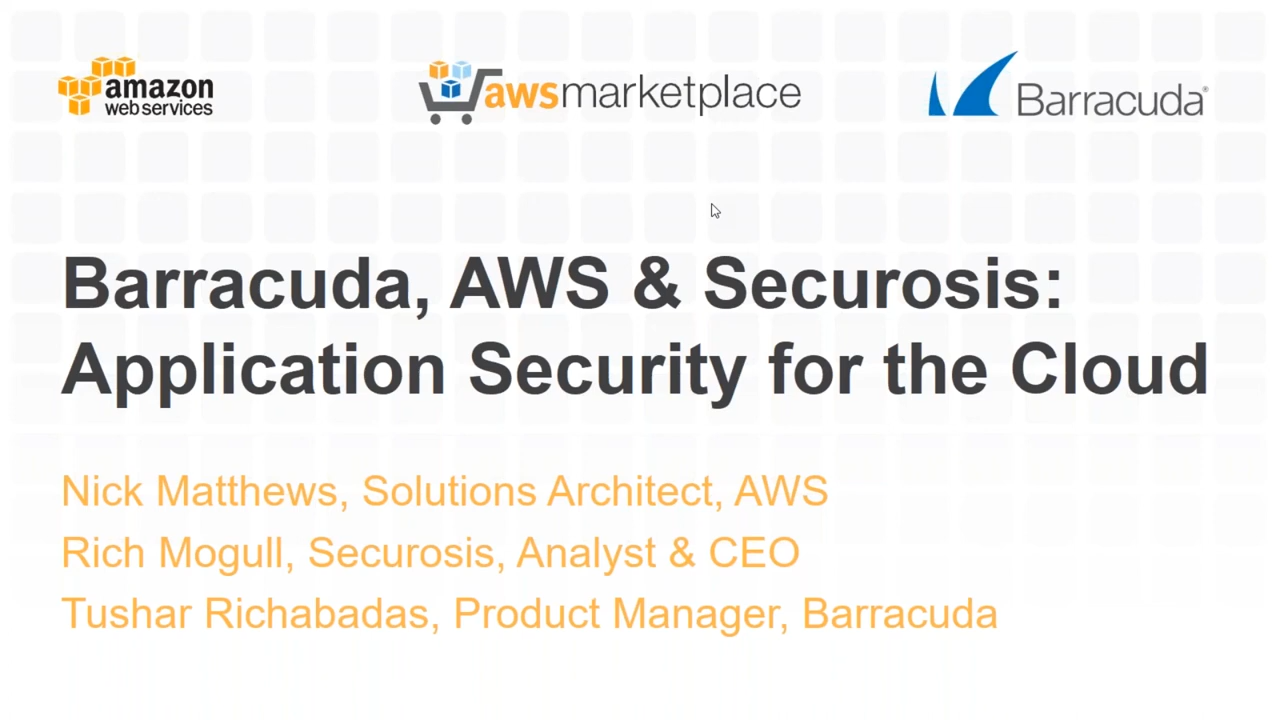 amazon
web services
awsmarketplace
Barracuda®
Barracuda, AWS & Securosis:
Application Security for the Cloud
Nick Matthews, Solutions Architect, AWS
Rich Mogull, Securosis, Analyst & CEO
Tushar Richabadas, Product Manager, Barracuda